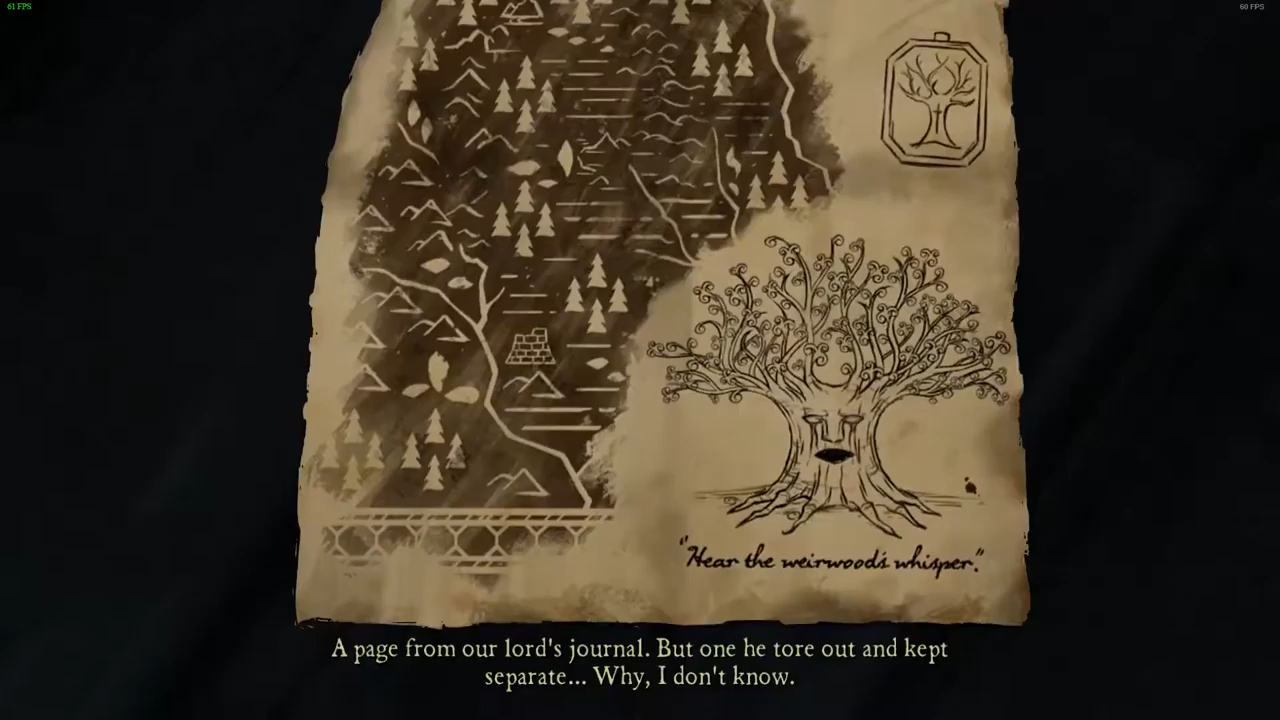 61 FPS
60 FPS
"Hear the weirwood's whisper."
A page from our lord's journal. But one he tore out and kept
separate... Why, I don't know.